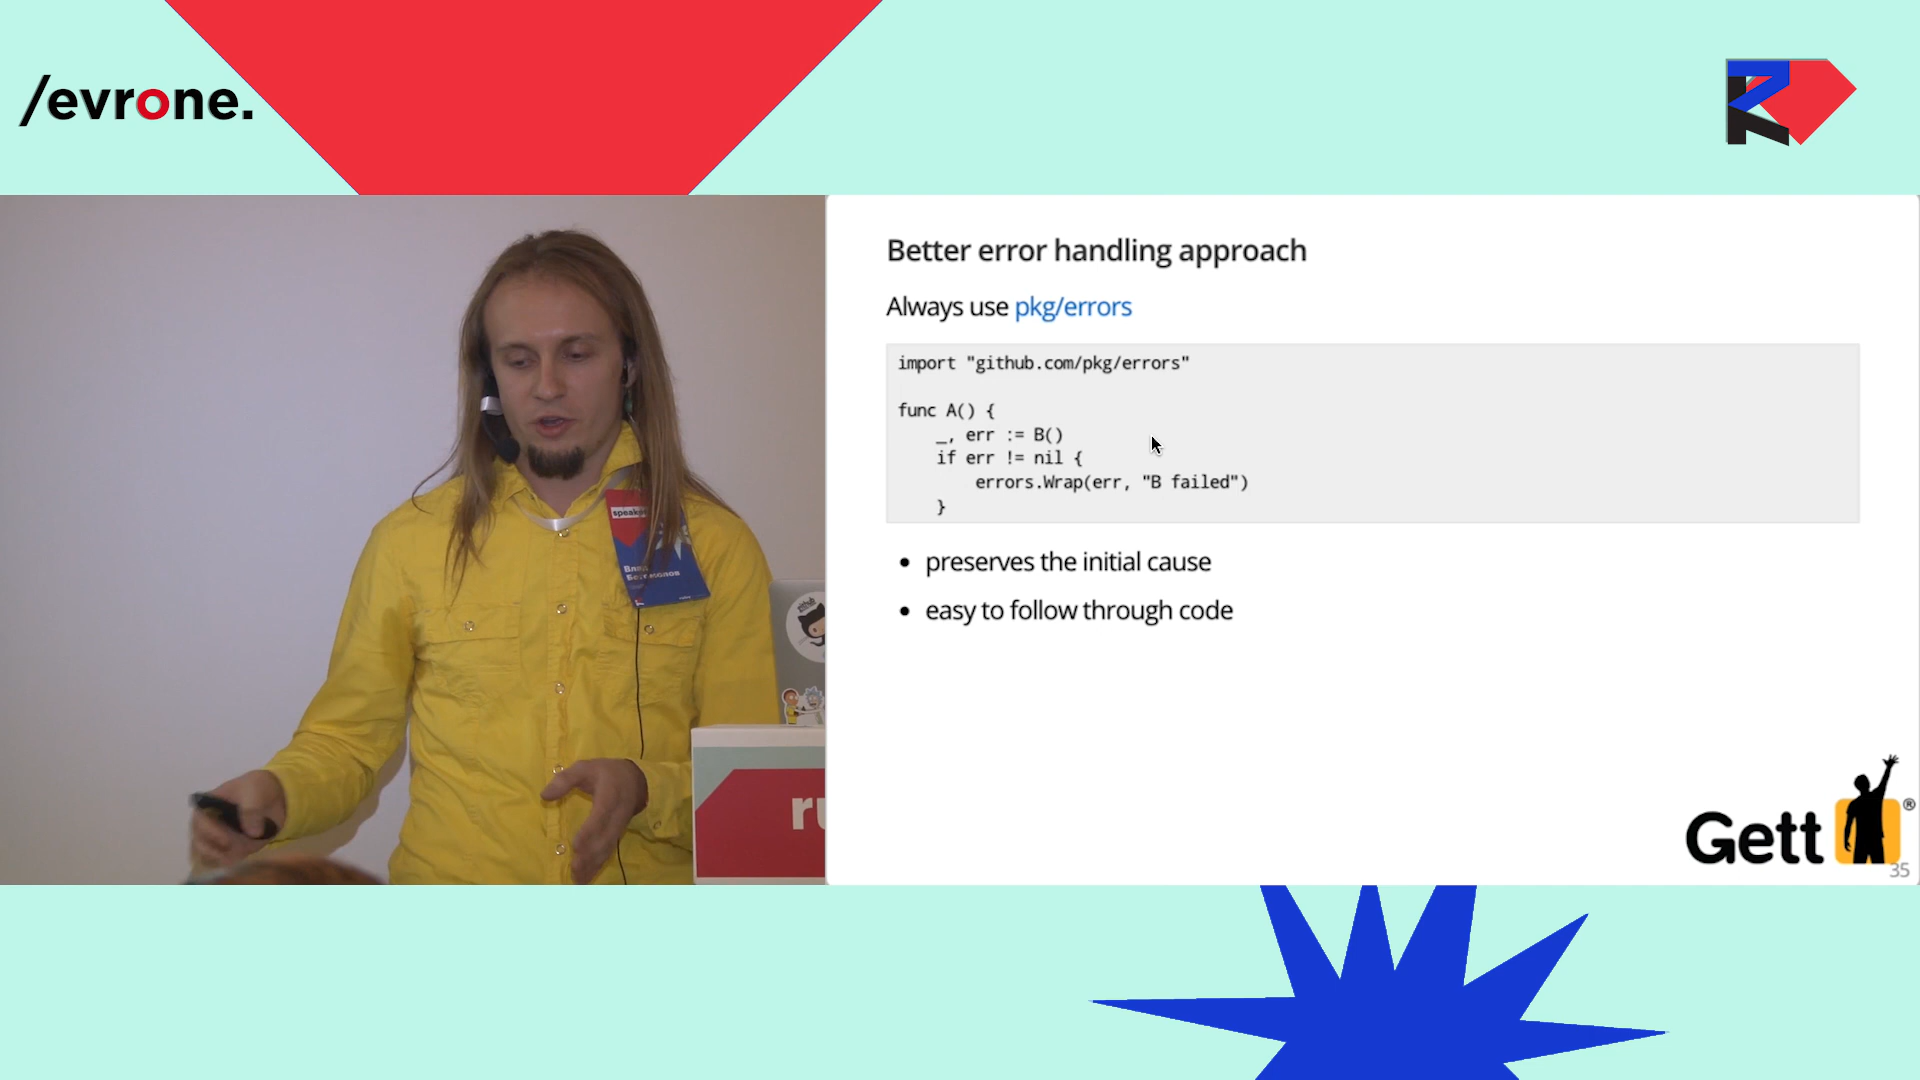 /evrone.
Better error handling approach
Always use pkg/errors
import "github.com/pkg/errors"
func A() {
_, err := B()
if err != nil {
errors.Wrap(err, "B failed")
}
• preserves the initial cause
• easy to follow through code
speaker
ru
Gett®
35